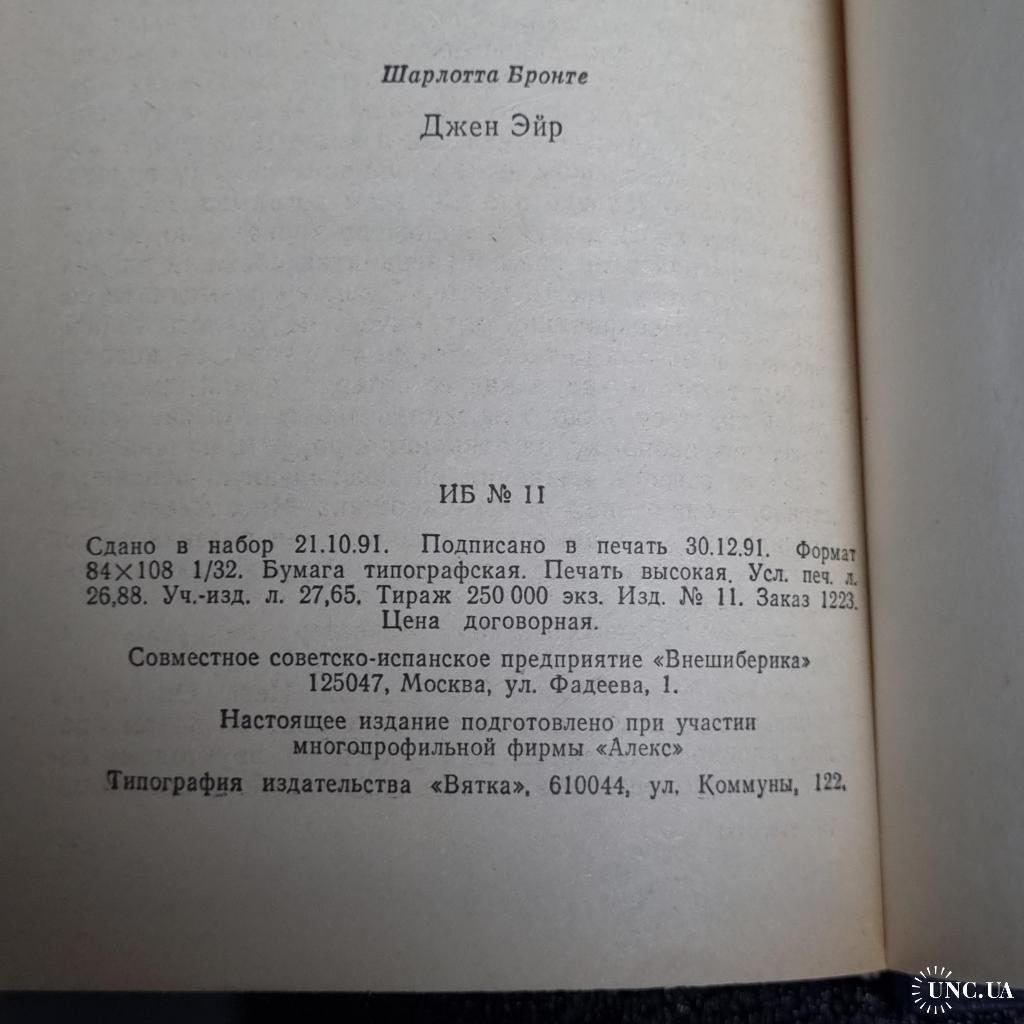 Шарлотта Бронте
Джен Эйр
ИБ № 11
Сдано в набор 21.10.91. Подписано в печать 30.12.91. Формат
84×108 1/32. Бумага типографская. Печать высокая. Усл. печ. л.
26,88. Уч.-изд. л. 27,65. Тираж 250 000 экз. Изд. № 11. Заказ 1223.
Цена договорная.
Совместное советско-испанское предприятие «Внешиберика»
125047, Москва, ул. Фадеева, 1.
Настоящее издание подготовлено при участии
многопрофильной фирмы «Алекс»
Типография издательства «Вятка», 610044, ул. Коммуны, 122.
UNC.UA